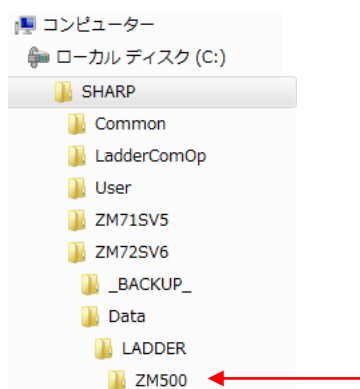 コンピューター
ローカル ディスク (C:)
SHARP
Common
LadderComOp
User
ZM71SV5
ZM72SV6
_BACKUP_
Data
LADDER
ZM500